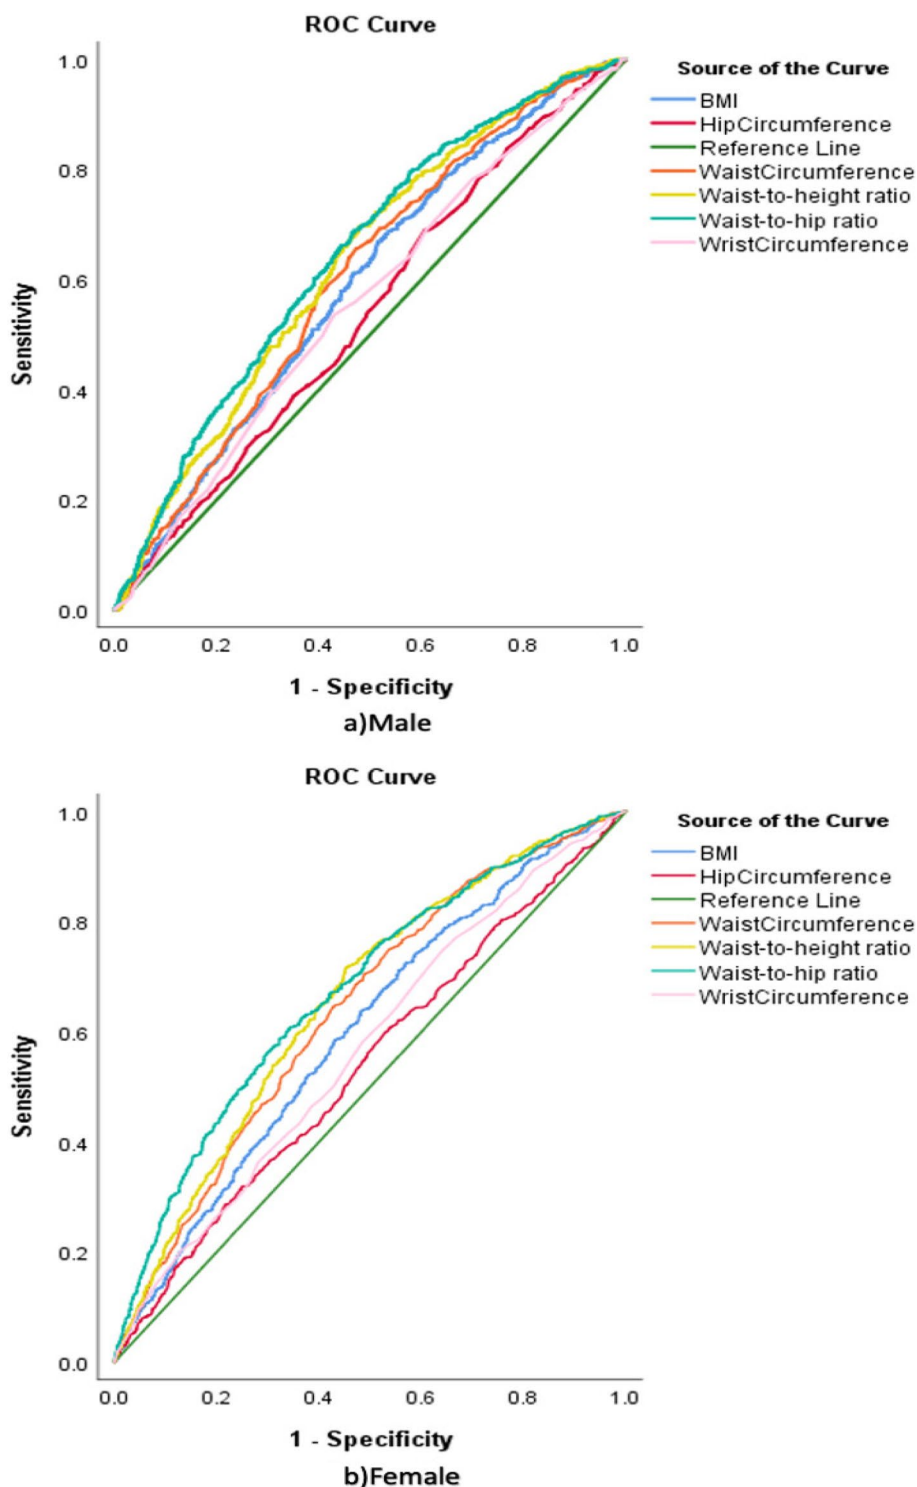 ROC Curve
Source of the Curve
BMI
HipCircumference
Reference Line
WaistCircumference
Waist-to-height ratio
Waist-to-hip ratio
WristCircumference
1.0
0.8
0.6
0.4
0.2
0.0
Sensitivity
0.0 0.2 0.4 0.6 0.8 1.0
1 - Specificity
a)Male
ROC Curve
Source of the Curve
BMI
HipCircumference
Reference Line
WaistCircumference
Waist-to-height ratio
Waist-to-hip ratio
WristCircumference
1.0
0.8
0.6
0.4
0.2
0.0
Sensitivity
0.0 0.2 0.4 0.6 0.8 1.0
1 - Specificity
b)Female